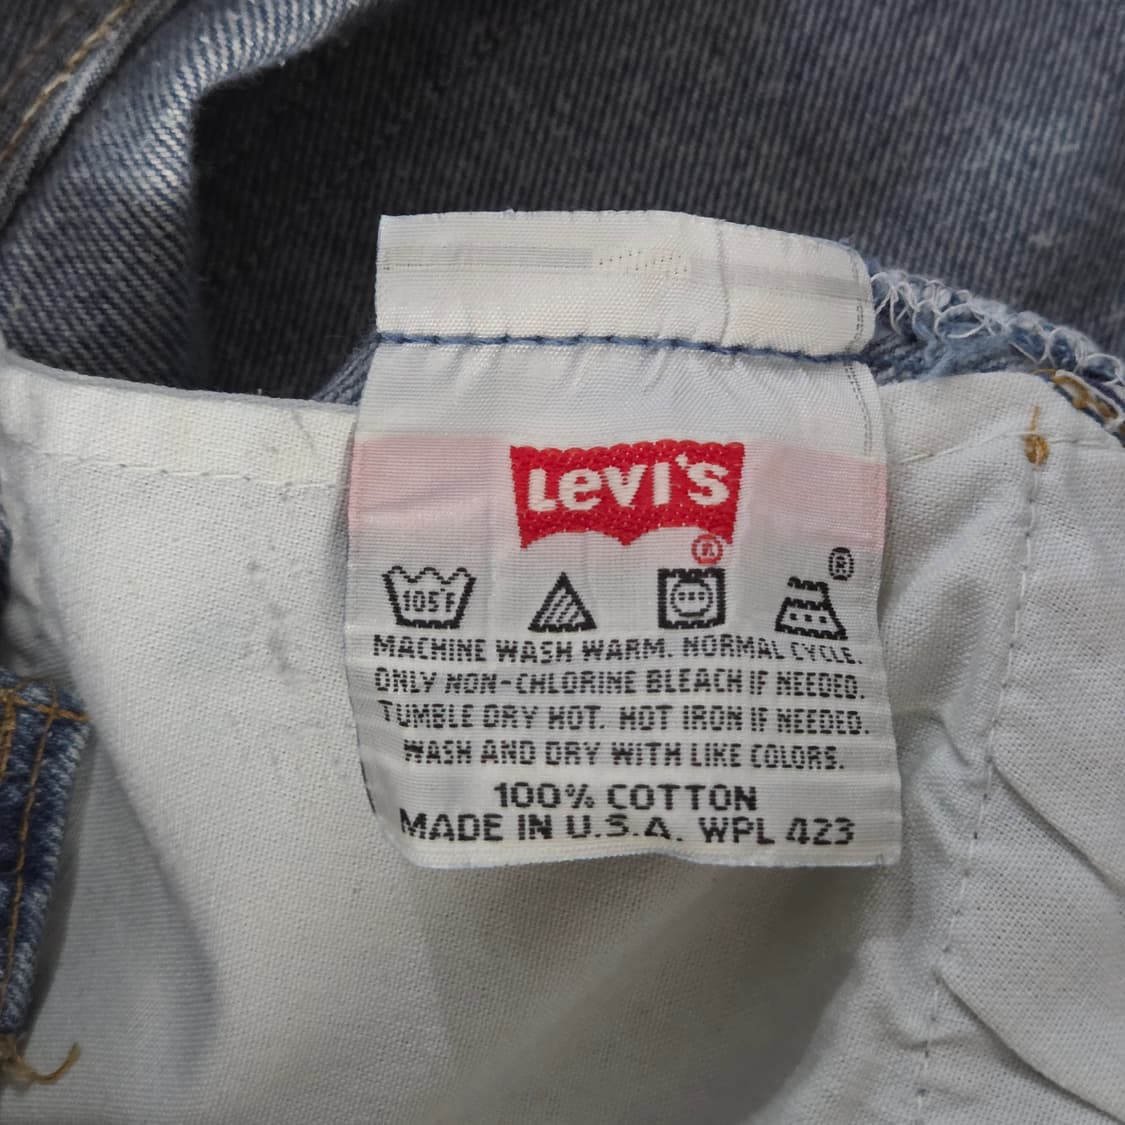 Levi's
®
®
105°F
MACHINE WASH WARM. NORMAL CYCLE.
ONLY NON-CHLORINE BLEACH IF NEEDED.
TUMBLE DRY HOT. HOT IRON IF NEEDED.
WASH AND DRY WITH LIKE COLORS.
100% COTTON
MADE IN U.S.A. WPL 423